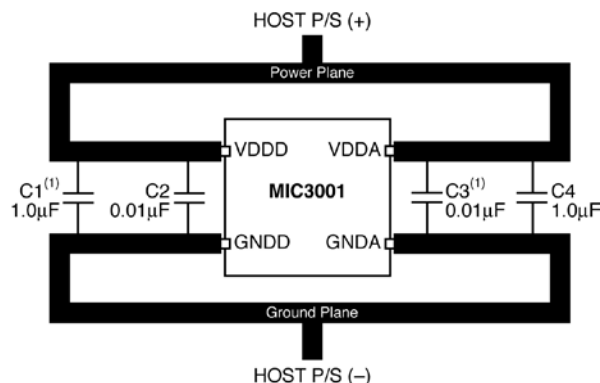 HOST P/S (+)
Power Plane
VDDD
VDDA
C1(1)
1.0µF
C2
0.01µF
MIC3001
C3(1)
0.01µF
C4
1.0µF
GNDD
GNDA
Ground Plane
HOST P/S (–)